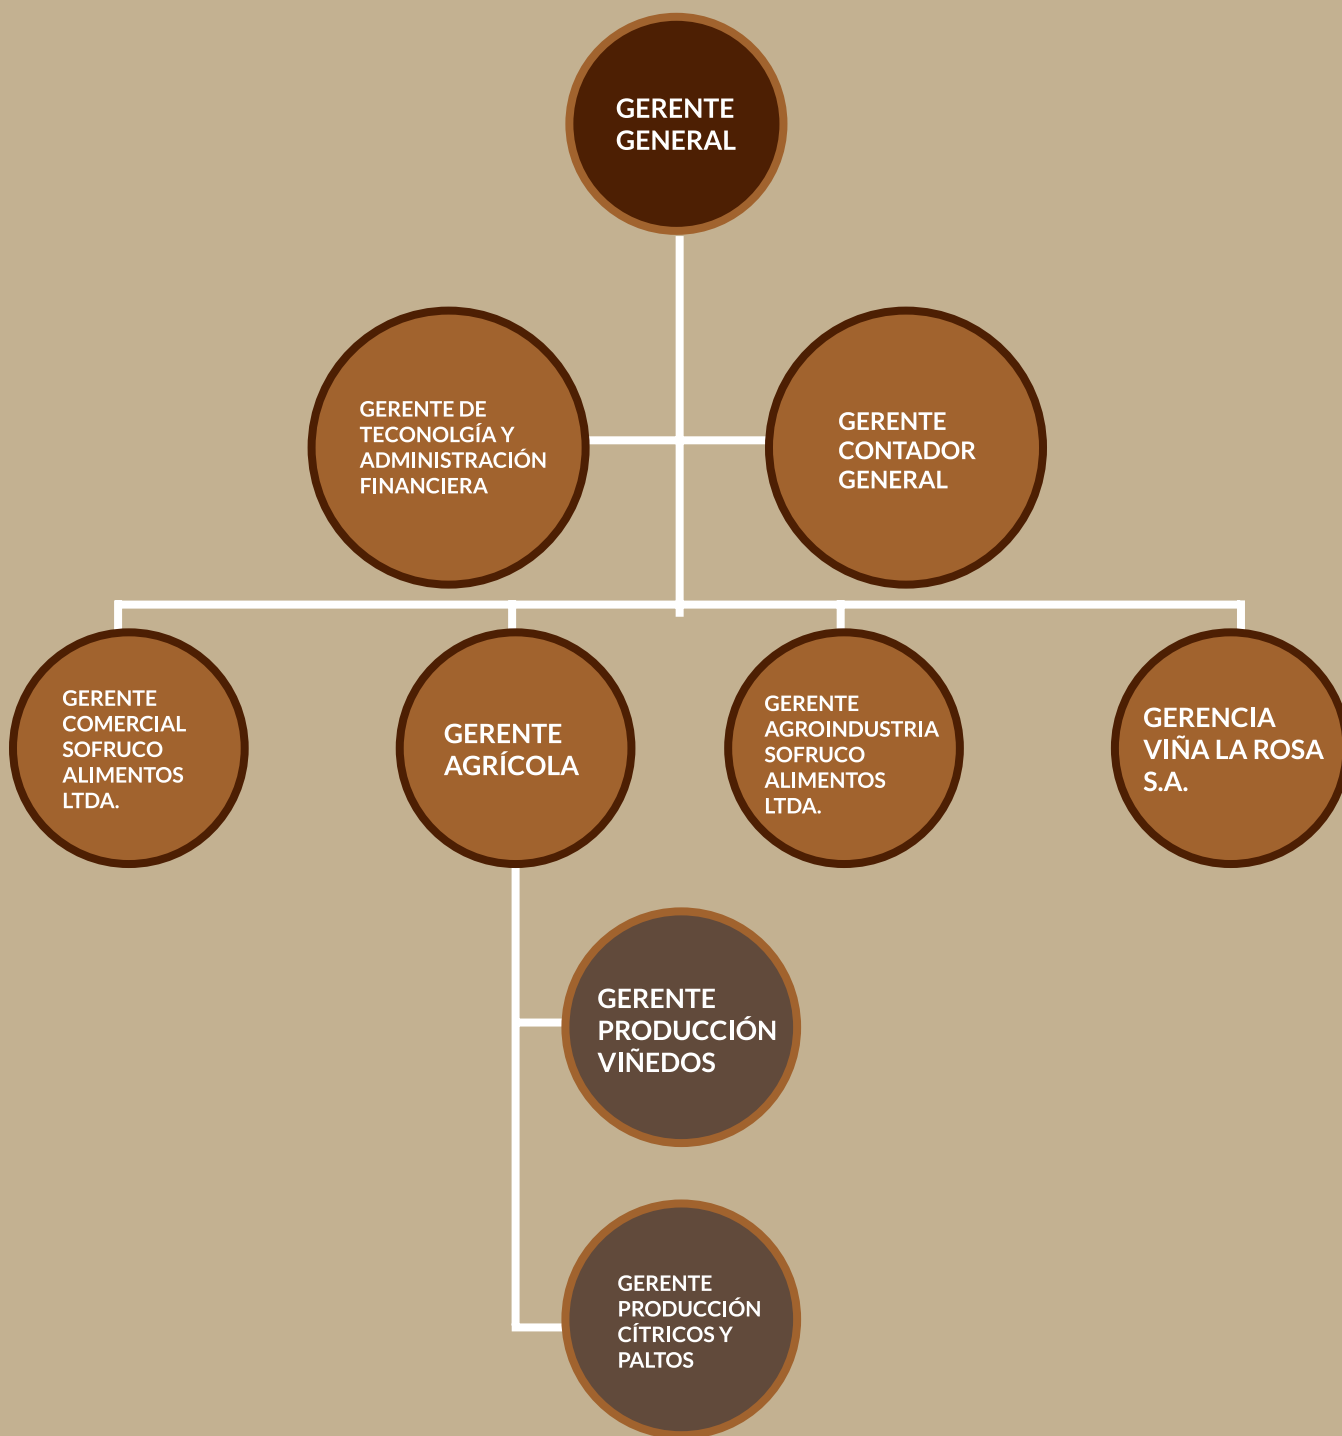 GERENTE
GENERAL
GERENTE DE
TECONOLGÍA Y
ADMINISTRACIÓN
FINANCIERA
GERENTE
CONTADOR
GENERAL
GERENTE
COMERCIAL
SOFRUCO
ALIMENTOS
LTDA.
GERENTE
AGRÍCOLA
GERENTE
AGROINDUSTRIA
SOFRUCO
ALIMENTOS
LTDA.
GERENCIA
VIÑA LA ROSA
S.A.
GERENTE
PRODUCCIÓN
VIÑEDOS
GERENTE
PRODUCCIÓN
CÍTRICOS Y
PALTOS